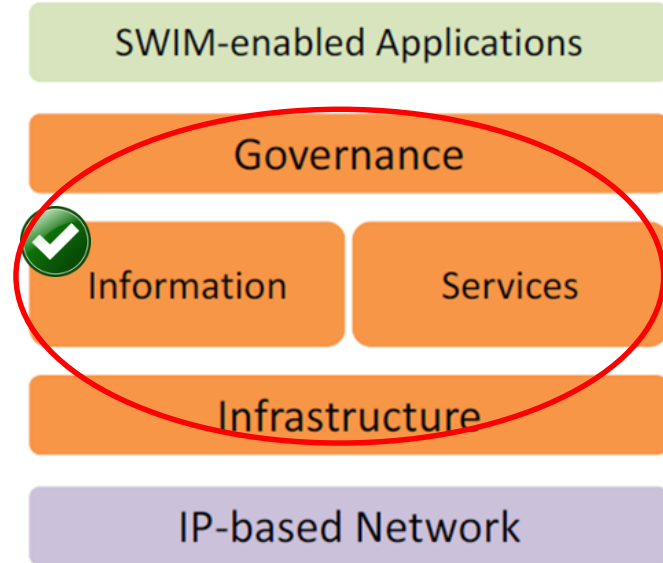 SWIM-enabled Applications
Governance
Information
Services
Infrastructure
IP-based Network